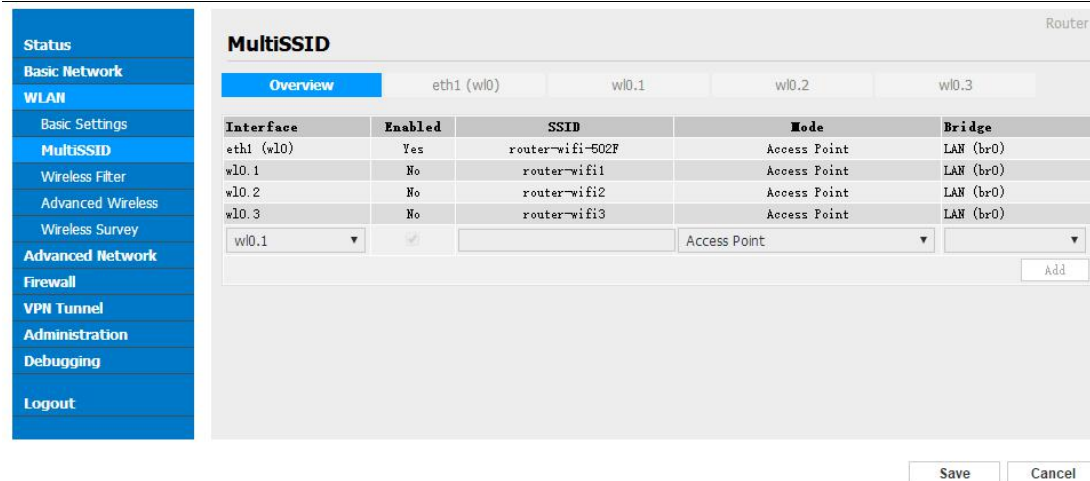 Router
Status
Basic Network
WLAN
Basic Settings
MultiSSID
Wireless Filter
Advanced Wireless
Wireless Survey
Advanced Network
Firewall
VPN Tunnel
Administration
Debugging
Logout
MultiSSID
Overview eth1 (wl0) wl0.1 wl0.2 wl0.3
Interface Enabled SSID Mode Bridge
eth1 (wl0) Yes router-wifi-502F Access Point LAN (br0)
wl0.1 No router-wifi1 Access Point LAN (br0)
wl0.2 No router-wifi2 Access Point LAN (br0)
wl0.3 No router-wifi3 Access Point LAN (br0)
wl0.1 Access Point
Add
Save Cancel